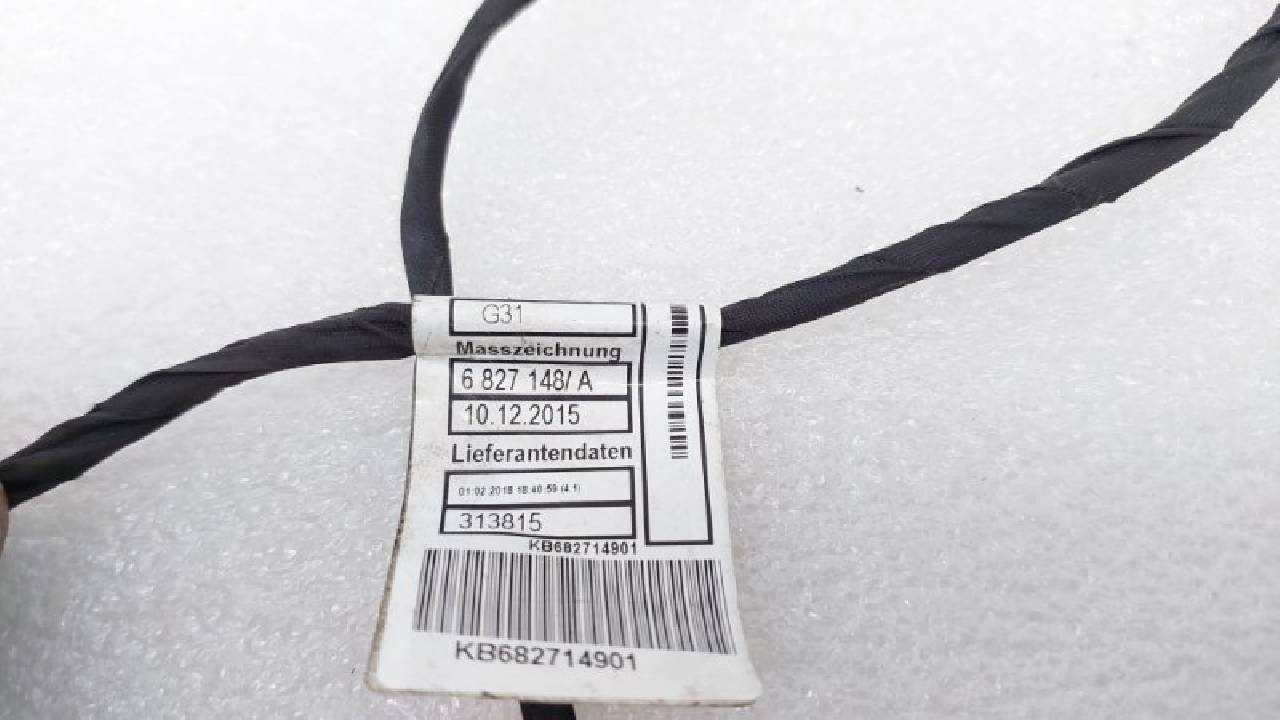 G31
Masszeichnung
6 827 148/ A
10.12.2015
Lieferantendaten
01.02.2018 18:40:59 (4.1)
313815
KB682714901
KB682714901